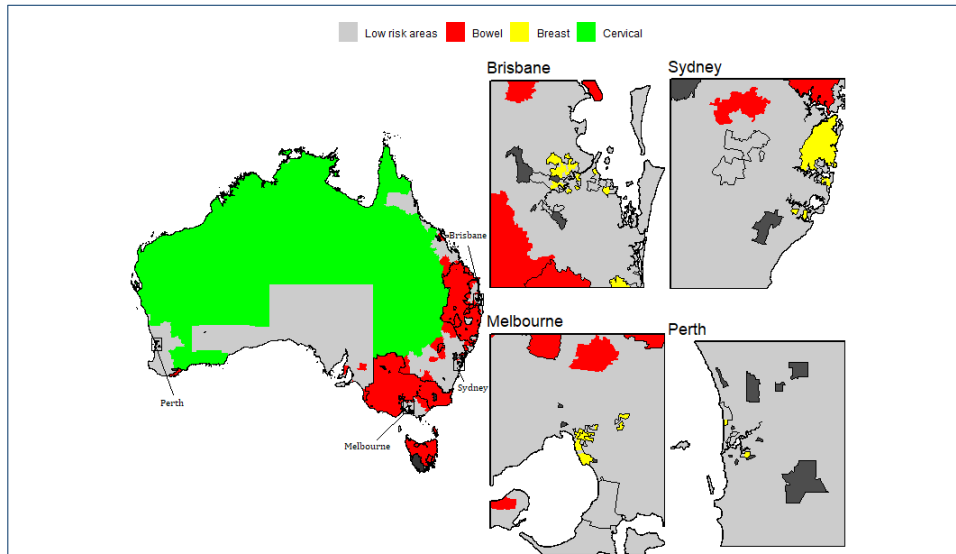 Low risk areas Bowel Breast Cervical
Brisbane
Sydney
Brisbane
Sydney
Melbourne
Perth
Melbourne
Perth